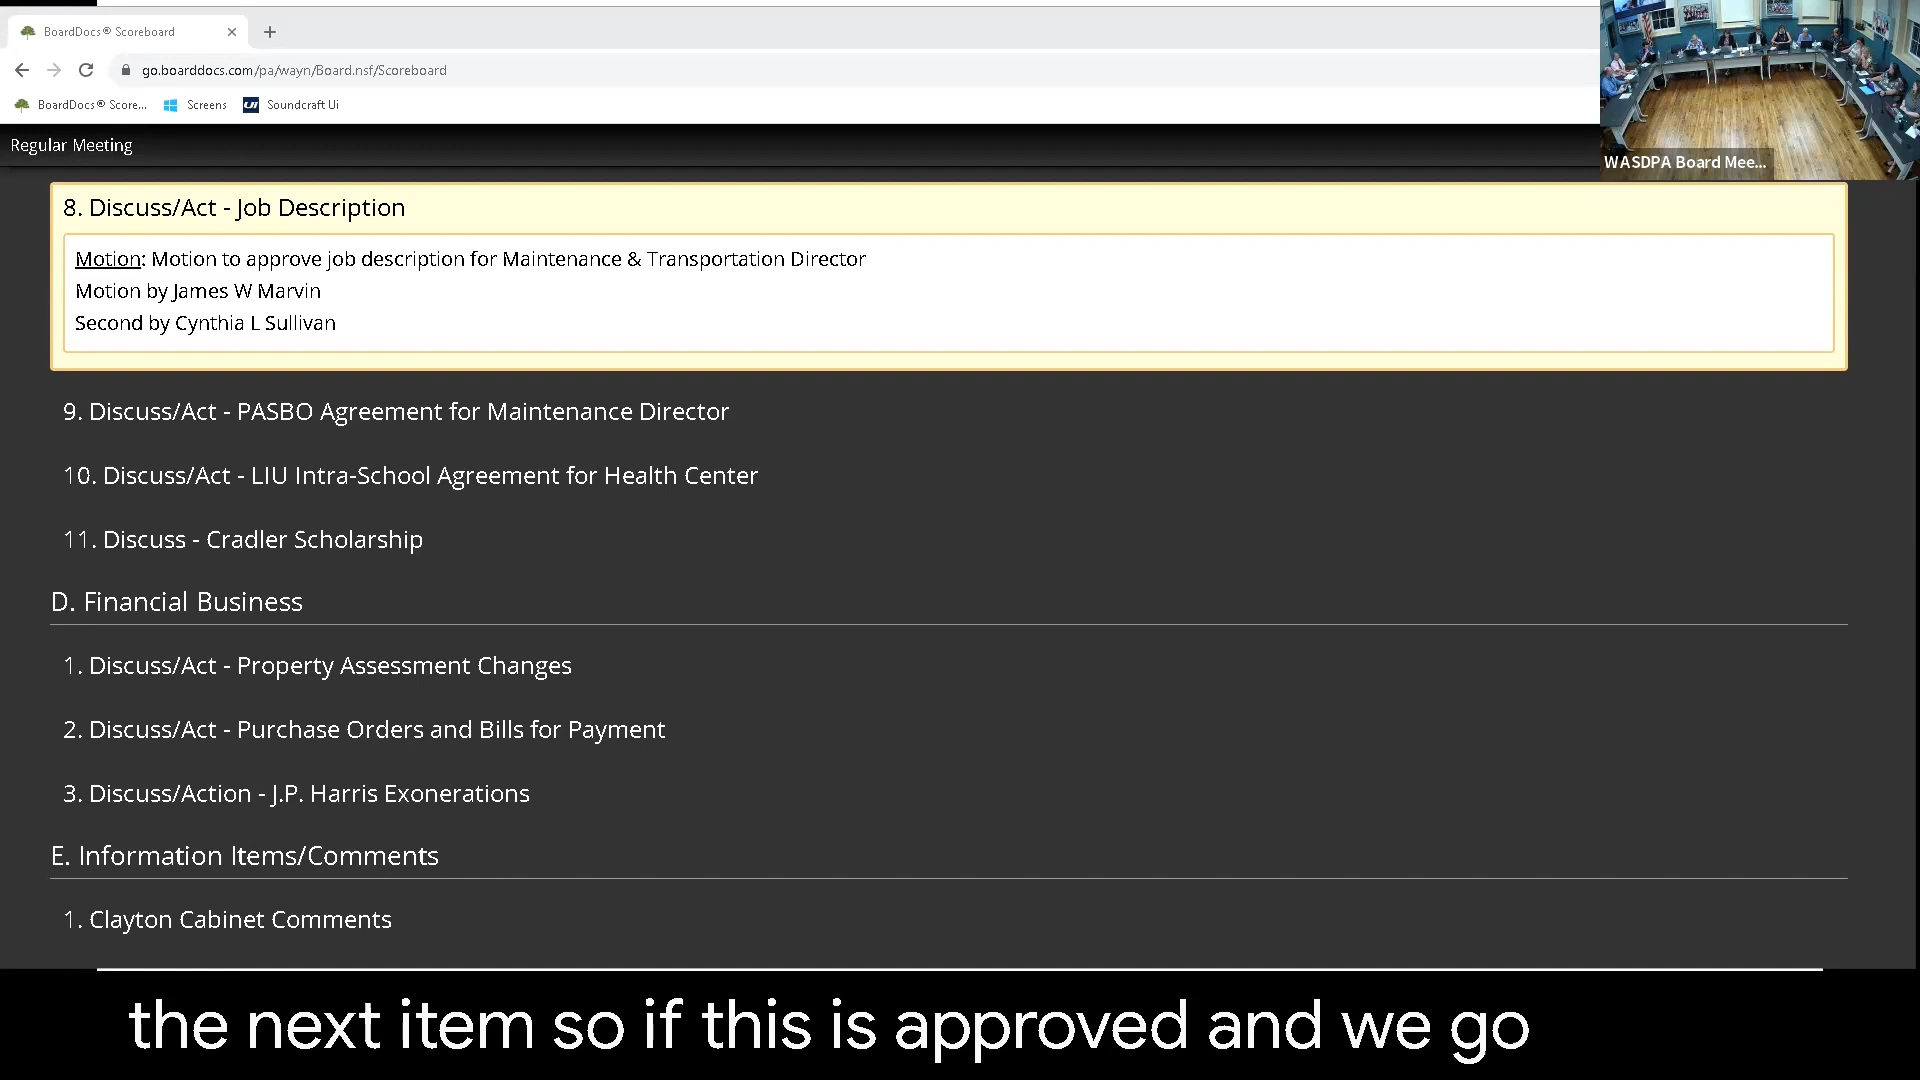 BoardDocs® Scoreboard
go.boarddocs.com/pa/wayn/Board.nsf/Scoreboard
BoardDocs® Score... Screens Soundcraft Ui
Regular Meeting
WASDPA Board Mee...
8. Discuss/Act - Job Description
Motion: Motion to approve job description for Maintenance & Transportation Director
Motion by James W Marvin
Second by Cynthia L Sullivan
9. Discuss/Act - PASBO Agreement for Maintenance Director
10. Discuss/Act - LIU Intra-School Agreement for Health Center
11. Discuss - Cradler Scholarship
D. Financial Business
1. Discuss/Act - Property Assessment Changes
2. Discuss/Act - Purchase Orders and Bills for Payment
3. Discuss/Action - J.P. Harris Exonerations
E. Information Items/Comments
1. Clayton Cabinet Comments
the next item so if this is approved and we go